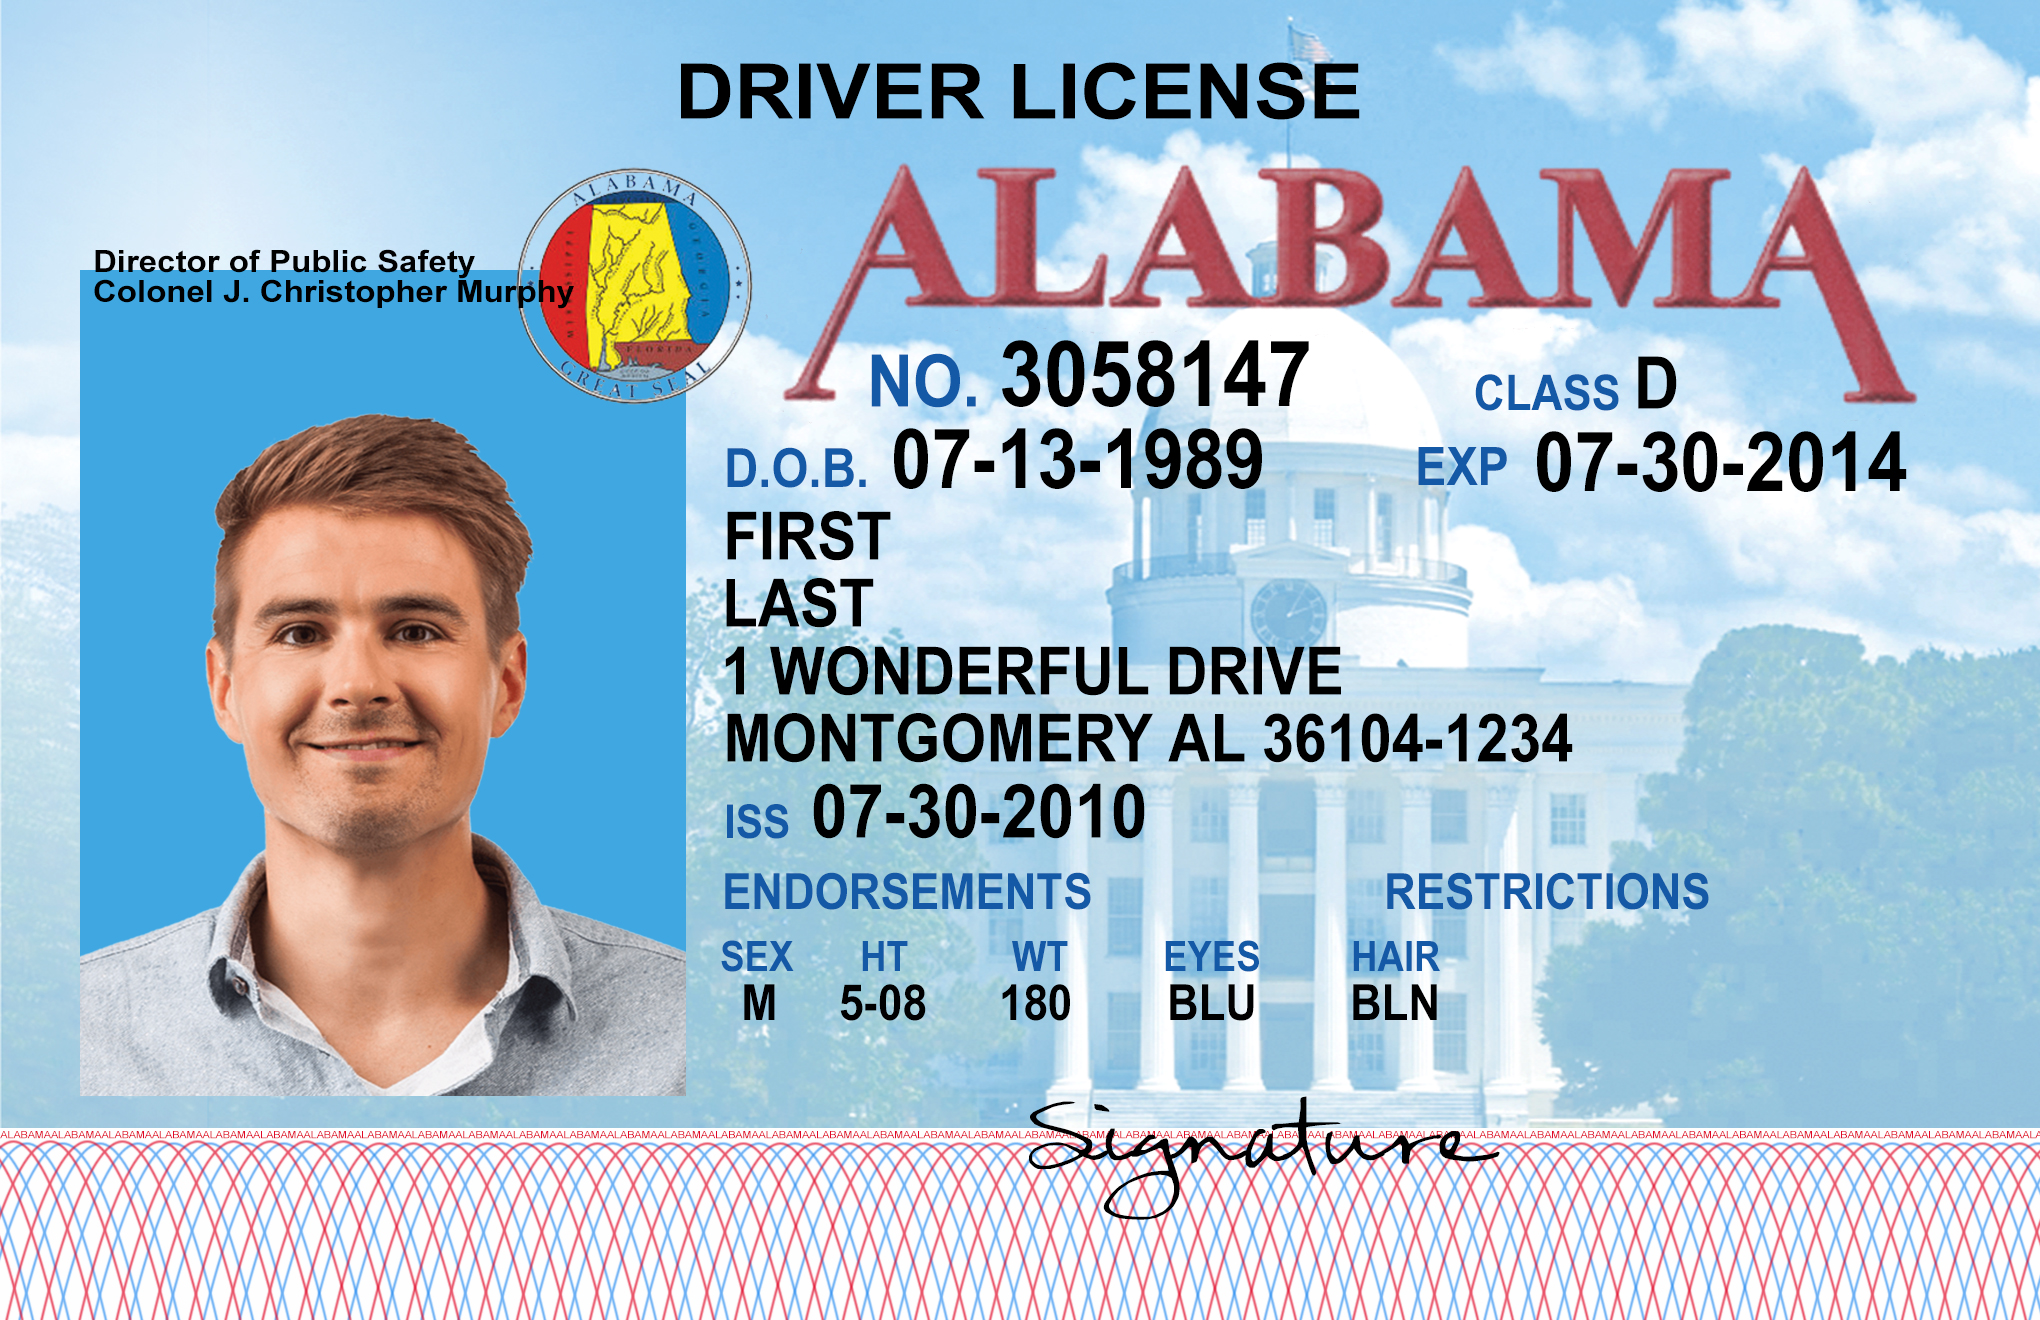 DRIVER LICENSE
ALABAMA
ALABAMA
MISSISSIPPI
GEORGIA
FLORIDA
GREAT SEAL
Director of Public Safety
Colonel J. Christopher Murphy
NO. 3058147
CLASS D
D.O.B. 07-13-1989
EXP 07-30-2014
FIRST
LAST
1 WONDERFUL DRIVE
MONTGOMERY AL 36104-1234
ISS 07-30-2010
ENDORSEMENTS RESTRICTIONS
SEX HT WT EYES HAIR
M 5-08 180 BLU BLN
Signature